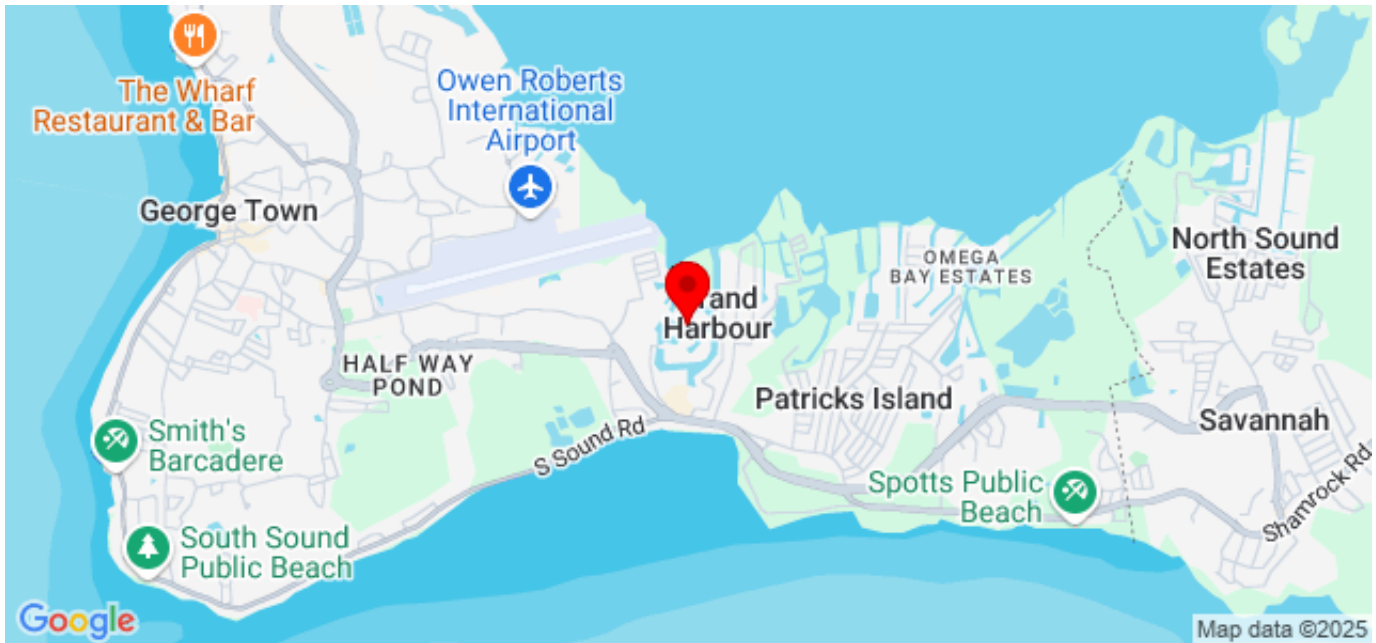 The Wharf
Restaurant & Bar
Owen Roberts
International
Airport
George Town
North Sound
Estates
OMEGA
BAY ESTATES
rand
Harbour
HALF WAY
POND
Patricks Island
Savannah
Smith's
Barcadere
S Sound Rd
Spotts Public
Beach
Shamrock Rd
South Sound
Public Beach
Google
Map data ©2025